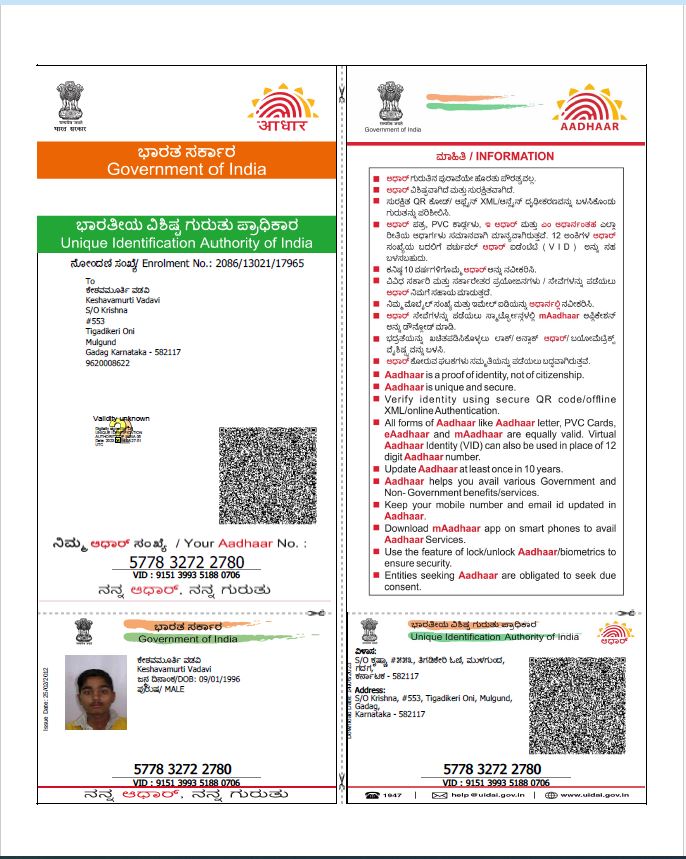 भारत सरकार
आधार
ಭಾರತ ಸರ್ಕಾರ
Government of India
ಭಾರತೀಯ ವಿಶಿಷ್ಟ ಗುರುತು ಪ್ರಾಧಿಕಾರ
Unique Identification Authority of India
ನೋಂದಣಿ ಸಂಖ್ಯೆ/ Enrolment No.: 2086/13021/17965
To
ಕೇಶವಮೂರ್ತಿ ವಡವಿ
Keshavamurti Vadavi
S/O Krishna
#553
Tigadikeri Oni
Mulgund
Gadag Karnataka - 582117
9620008622
Validity unknown
ನಿಮ್ಮ ಆಧಾರ್ ಸಂಖ್ಯೆ / Your Aadhaar No. :
5778 3272 2780
VID : 9151 3993 5188 0706
ನನ್ನ ಆಧಾರ್, ನನ್ನ ಗುರುತು
ಭಾರತ ಸರ್ಕಾರ
Government of India
Issue Date: 25/02/2012
ಕೇಶವಮೂರ್ತಿ ವಡವಿ
Keshavamurti Vadavi
ಜನ್ಮ ದಿನಾಂಕ/DOB: 09/01/1996
ಪುರುಷ/ MALE
5778 3272 2780
VID : 9151 3993 5188 0706
ನನ್ನ ಆಧಾರ್, ನನ್ನ ಗುರುತು
Government of India
AADHAAR
ಮಾಹಿತಿ / INFORMATION
ಆಧಾರ್ ಗುರುತಿನ ಪುರಾವೆಯೇ ಹೊರತು ಪೌರತ್ವವಲ್ಲ.
ಆಧಾರ್ ವಿಶಿಷ್ಟವಾಗಿದೆ ಮತ್ತು ಸುರಕ್ಷಿತವಾಗಿದೆ.
ಸುರಕ್ಷಿತ QR ಕೋಡ್/ ಆಫ್ಲೈನ್ XML/ಆನ್ಲೈನ್ ದೃಢೀಕರಣವನ್ನು ಬಳಸಿಕೊಂಡು
ಗುರುತನ್ನು ಪರಿಶೀಲಿಸಿ.
ಆಧಾರ್ ಪತ್ರ, PVC ಕಾರ್ಡ್ಗಳು, ಇ ಆಧಾರ್ ಮತ್ತು ಎಂ ಆಧಾರ್ನಂತಹ ಎಲ್ಲಾ
ರೀತಿಯ ಆಧಾರ್ಗಳು ಸಮಾನವಾಗಿ ಮಾನ್ಯವಾಗಿರುತ್ತವೆ. 12 ಅಂಕಿಗಳ ಆಧಾರ್
ಸಂಖ್ಯೆಯ ಬದಲಿಗೆ ವರ್ಚುವಲ್ ಆಧಾರ್ ಐಡೆಂಟಿಟಿ (VID) ಅನ್ನು ಸಹ
ಬಳಸಬಹುದು.
ಕನಿಷ್ಠ 10 ವರ್ಷಗಳಿಗೊಮ್ಮೆ ಆಧಾರ್ ಅನ್ನು ನವೀಕರಿಸಿ.
ವಿವಿಧ ಸರ್ಕಾರಿ ಮತ್ತು ಸರ್ಕಾರೇತರ ಪ್ರಯೋಜನಗಳು / ಸೇವೆಗಳನ್ನು ಪಡೆಯಲು
ಆಧಾರ್ ನಿಮಗೆ ಸಹಾಯ ಮಾಡುತ್ತದೆ.
ನಿಮ್ಮ ಮೊಬೈಲ್ ಸಂಖ್ಯೆ ಮತ್ತು ಇಮೇಲ್ ಐಡಿಯನ್ನು ಆಧಾರ್ನಲ್ಲಿ ನವೀಕರಿಸಿ.
ಆಧಾರ್ ಸೇವೆಗಳನ್ನು ಪಡೆಯಲು ಸ್ಮಾರ್ಟ್ಫೋನ್ಗಳಲ್ಲಿ mAadhaar ಅಪ್ಲಿಕೇಶನ್
ಅನ್ನು ಡೌನ್ಲೋಡ್ ಮಾಡಿ.
ಭದ್ರತೆಯನ್ನು ಖಚಿತಪಡಿಸಿಕೊಳ್ಳಲು ಲಾಕ್/ ಅನ್ಲಾಕ್ ಆಧಾರ್/ ಬಯೋಮೆಟ್ರಿಕ್ಸ್
ವೈಶಿಷ್ಟ್ಯವನ್ನು ಬಳಸಿ.
ಆಧಾರ್ ಕೋರುವ ಘಟಕಗಳು ಸಮ್ಮತಿಯನ್ನು ಪಡೆಯಲು ಬದ್ಧವಾಗಿರುತ್ತವೆ.
Aadhaar is a proof of identity, not of citizenship.
Aadhaar is unique and secure.
Verify identity using secure QR code/offline
XML/online Authentication.
All forms of Aadhaar like Aadhaar letter, PVC Cards,
eAadhaar and mAadhaar are equally valid. Virtual
Aadhaar Identity (VID) can also be used in place of 12
digit Aadhaar number.
Update Aadhaar at least once in 10 years.
Aadhaar helps you avail various Government and
Non- Government benefits/services.
Keep your mobile number and email id updated in
Aadhaar.
Download mAadhaar app on smart phones to avail
Aadhaar Services.
Use the feature of lock/unlock Aadhaar/biometrics to
ensure security.
Entities seeking Aadhaar are obligated to seek due
consent.
ಭಾರತೀಯ ವಿಶಿಷ್ಟ ಗುರುತು ಪ್ರಾಧಿಕಾರ
Unique Identification Authority of India
ಆಧಾರ್
ವಿಳಾಸ:
S/O ಕೃಷ್ಣಾ, #೫೫೩, ತಿಗಡಿಕೇರಿ ಓಣಿ, ಮುಳಗುಂದ,
ಗದಗ,
ಕರ್ನಾಟಕ - 582117
Address:
S/O Krishna, #553, Tigadikeri Oni, Mulgund,
Gadag,
Karnataka - 582117
5778 3272 2780
VID : 9151 3993 5188 0706
1947 | help@uidai.gov.in | www.uidai.gov.in